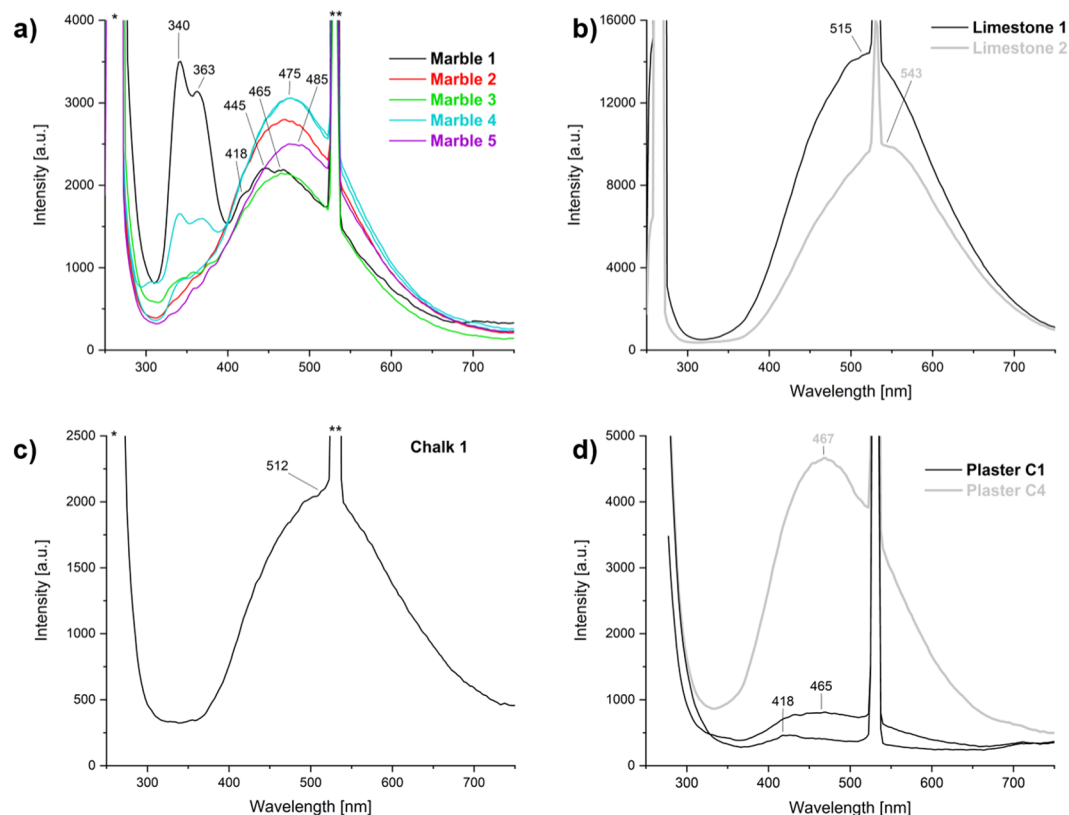 a)
*
**
340
363
418
445
465
475
485
Marble 1
Marble 2
Marble 3
Marble 4
Marble 5
4000
3000
2000
1000
0
Intensity [a.u.]
300 400 500 600 700
Wavelength [nm]
b)
515
543
Limestone 1
Limestone 2
16000
12000
8000
4000
0
Intensity [a.u.]
300 400 500 600 700
Wavelength [nm]
c)
*
**
512
Chalk 1
2500
2000
1500
1000
500
0
Intensity [a.u.]
300 400 500 600 700
Wavelength [nm]
d)
467
418
465
Plaster C1
Plaster C4
5000
4000
3000
2000
1000
0
Intensity [a.u.]
300 400 500 600 700
Wavelength [nm]